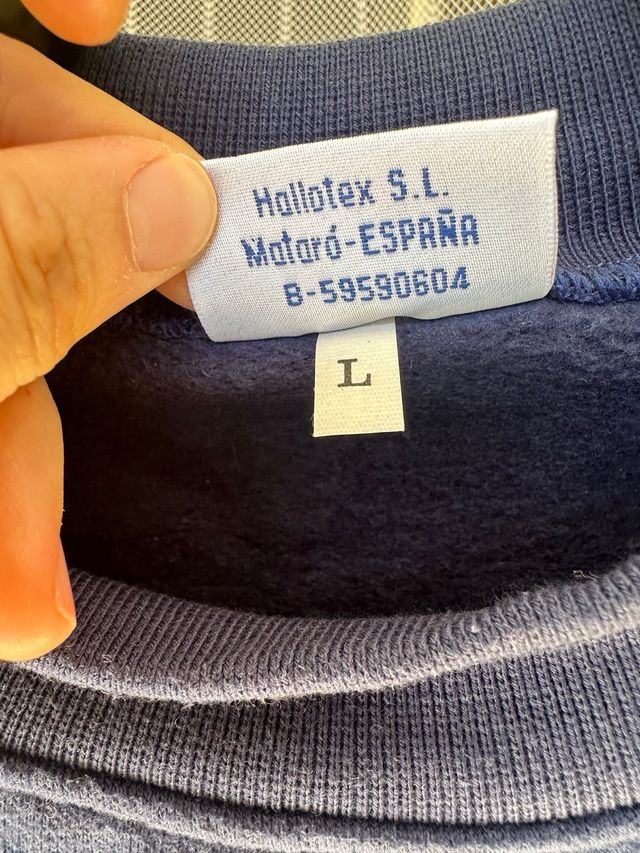 Hallotex S.L.
Mataró-ESPAÑA
B-59590604
L